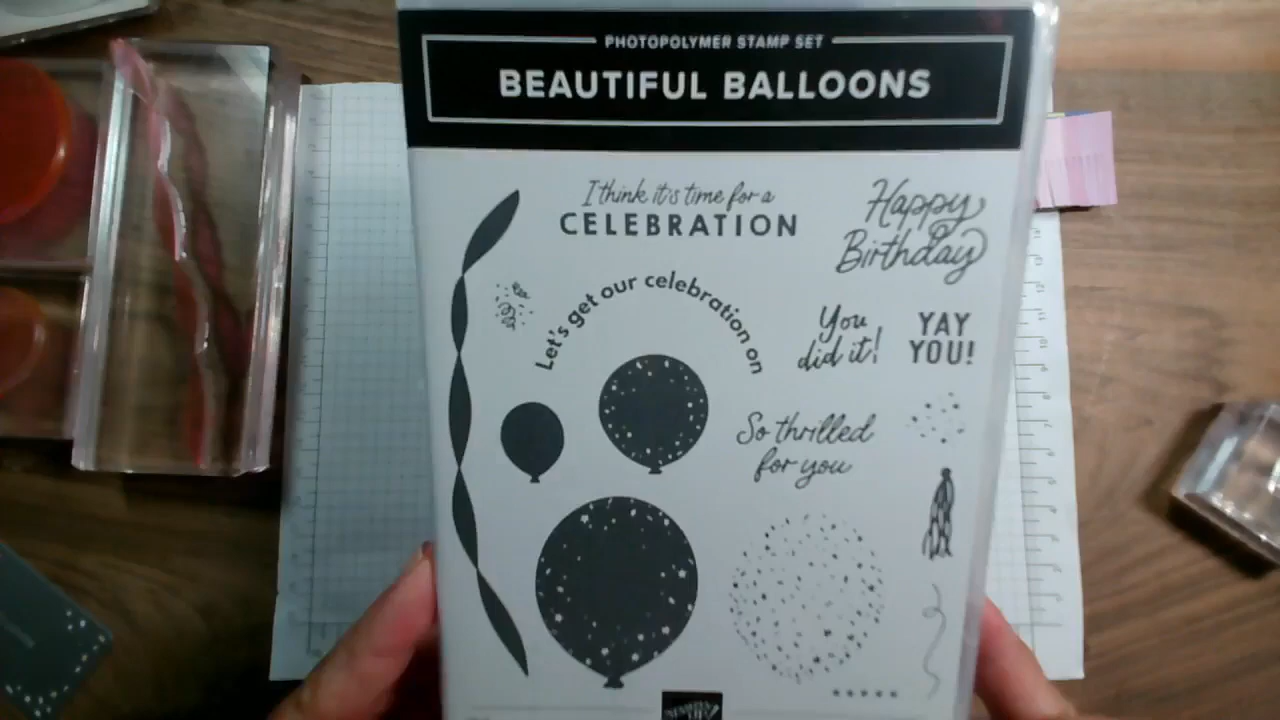 PHOTOPOLYMER STAMP SET
BEAUTIFUL BALLOONS
I think it's time for a
CELEBRATION
Happy
Birthday
Let's get our celebration on
You
did it!
YAY
YOU!
So thrilled
for you